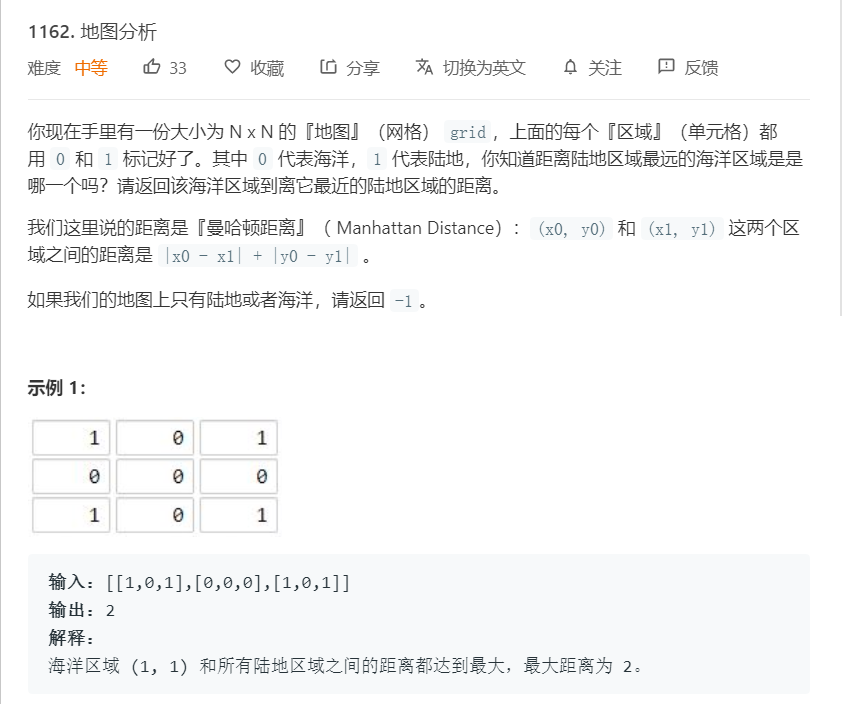 1162. 地图分析
难度 中等 33 收藏 分享 切换为英文 关注 反馈
你现在手里有一份大小为 N x N 的『地图』（网格） grid ，上面的每个『区域』（单元格）都
用 0 和 1 标记好了。其中 0 代表海洋， 1 代表陆地，你知道距离陆地区域最远的海洋区域是是
哪一个吗？请返回该海洋区域到离它最近的陆地区域的距离。
我们这里说的距离是『曼哈顿距离』（ Manhattan Distance）： (x0, y0) 和 (x1, y1) 这两个区
域之间的距离是 |x0 - x1| + |y0 - y1| 。
如果我们的地图上只有陆地或者海洋，请返回 -1 。
示例 1：
1 0 1
0 0 0
1 0 1
输入：[[1,0,1],[0,0,0],[1,0,1]]
输出：2
解释：
海洋区域 (1, 1) 和所有陆地区域之间的距离都达到最大，最大距离为 2。